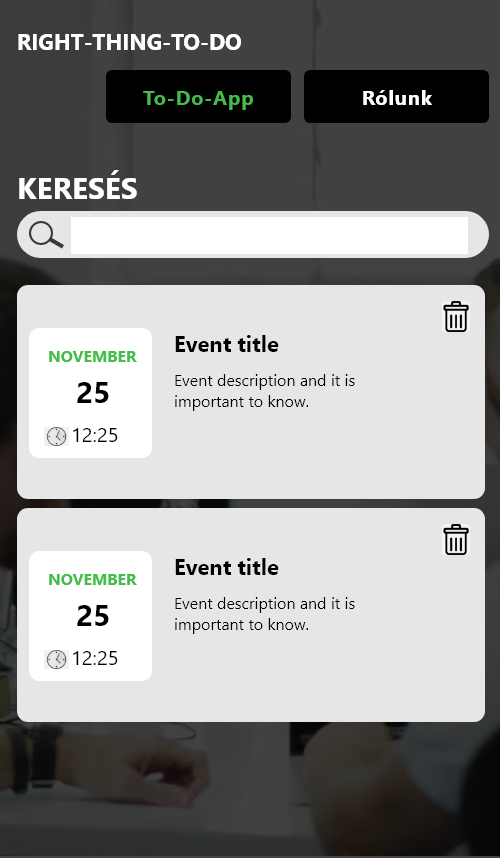 RIGHT-THING-TO-DO
To-Do-App
Rólunk
KERESÉS
NOVEMBER
25
12:25
Event title
Event description and it is
important to know.
NOVEMBER
25
12:25
Event title
Event description and it is
important to know.